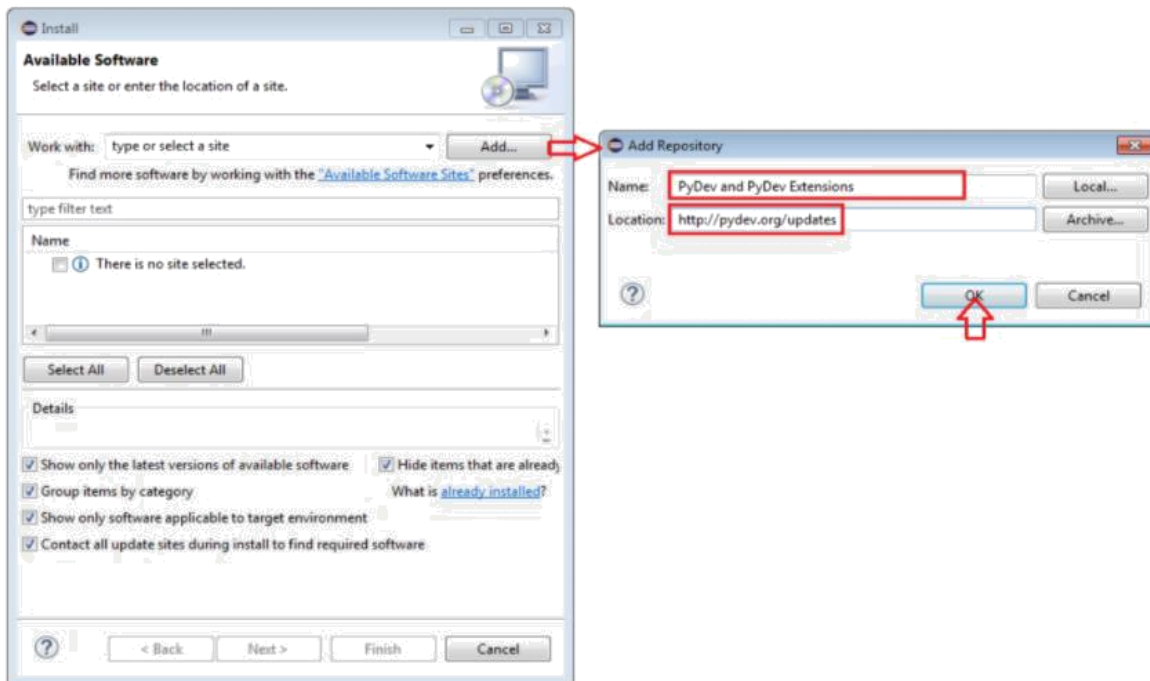 Install
Available Software
Select a site or enter the location of a site.
Work with: type or select a site Add...
Find more software by working with the "Available Software Sites" preferences.
type filter text
Name
There is no site selected.
Select All Deselect All
Details
Show only the latest versions of available software Hide items that are already
Group items by category What is already installed?
Show only software applicable to target environment
Contact all update sites during install to find required software
< Back Next > Finish Cancel
Add Repository
Name: PyDev and PyDev Extensions Local...
Location: http://pydev.org/updates Archive...
OK Cancel